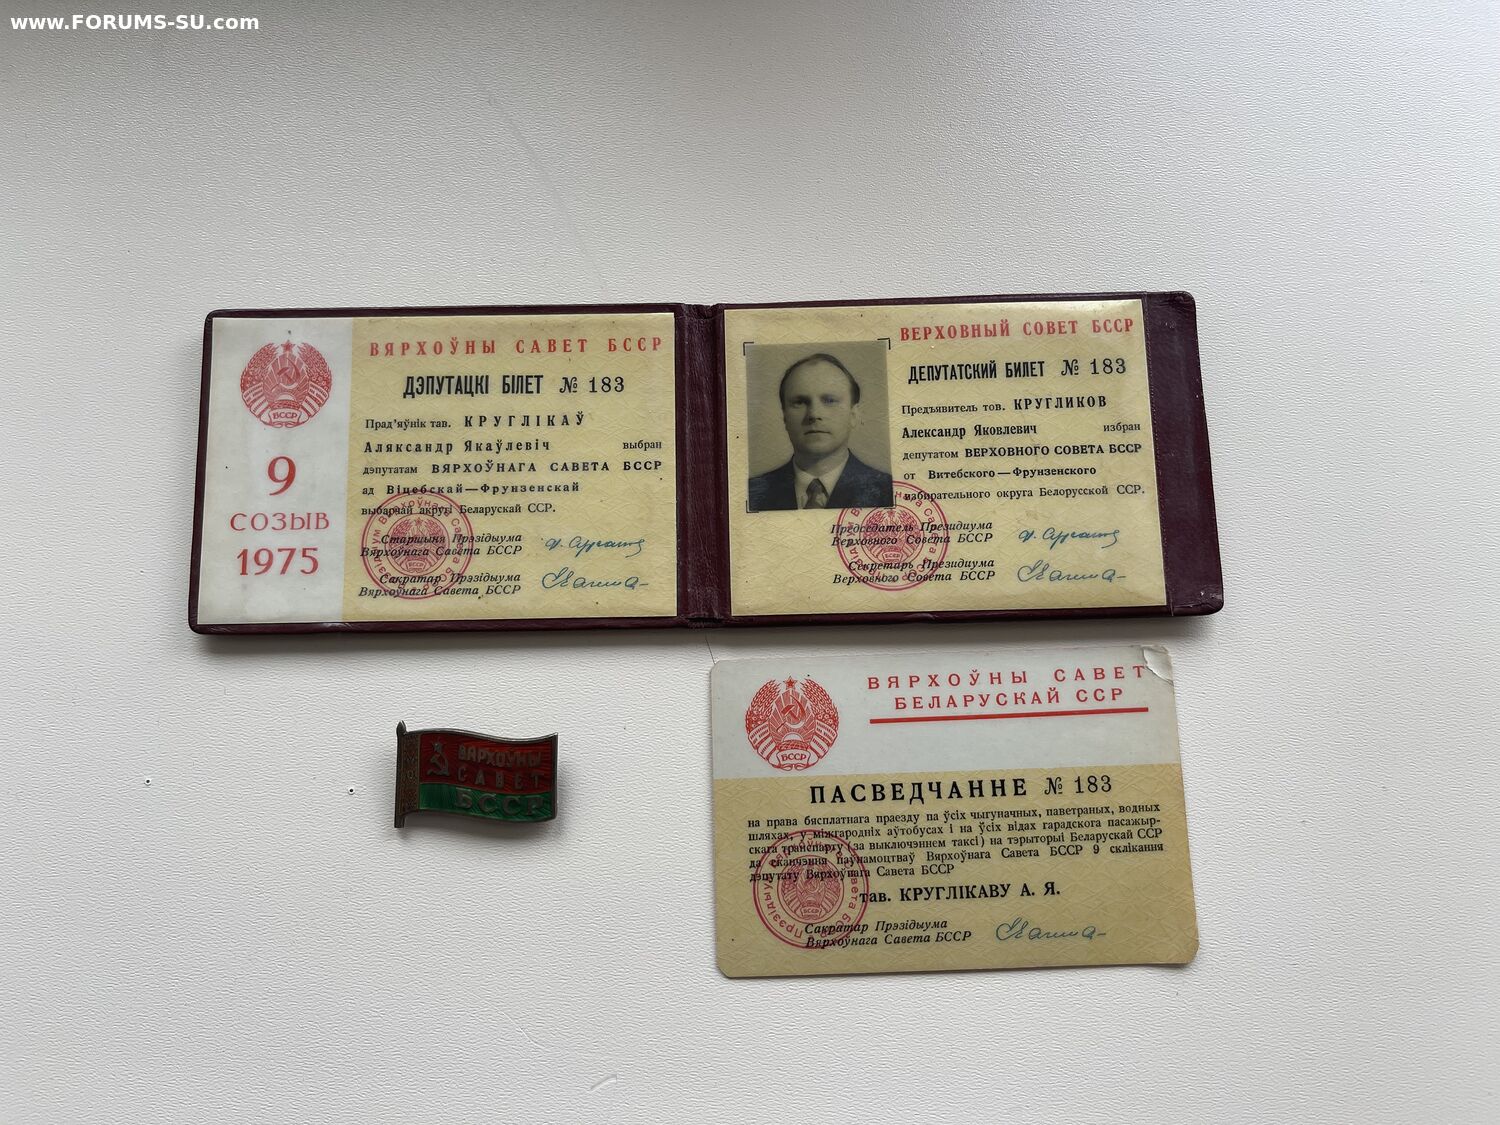 www.FORUMS-SU.com
БССР
9
СОЗЫВ
1975
ВЯРХОЎНЫ САВЕТ БССР
ДЭПУТАЦКІ БІЛЕТ № 183
Прад'яўнік тав. КРУГЛІКАЎ
Аляксандр Якаўлевіч выбран
дэпутатам ВЯРХОЎНАГА САВЕТА БССР
ад Віцебскай—Фрунзенскай
выбарчай акругі Беларускай ССР.
Старшыня Прэзідыума
Вярхоўнага Савета БССР
Сакратар Прэзідыума
Вярхоўнага Савета БССР
ВЕРХОВНЫЙ СОВЕТ БССР
ДЕПУТАТСКИЙ БИЛЕТ № 183
Предъявитель тов. КРУГЛИКОВ
Александр Яковлевич избран
депутатом ВЕРХОВНОГО СОВЕТА БССР
от Витебского—Фрунзенского
избирательного округа Белорусской ССР.
Председатель Президиума
Верховного Совета БССР
Секретарь Президиума
Верховного Совета БССР
ВЯРХОЎНЫ
САВЕТ
БССР
БССР
ВЯРХОЎНЫ САВЕТ
БЕЛАРУСКАЙ ССР
ПАСВЕДЧАННЕ № 183
на права бясплатнага праезду па ўсіх чыгуначных, паветраных, водных
шляхах, у міжгародніх аўтобусах і на ўсіх відах гарадскога пасажыр-
скага транспарту (за выключэннем таксі) на тэрыторыі Беларускай ССР
да сканчэння паўнамоцтваў Вярхоўнага Савета БССР 9 склікання
дэпутату Вярхоўнага Савета БССР
тав. КРУГЛІКАВУ А. Я.
Сакратар Прэзідыума
Вярхоўнага Савета БССР